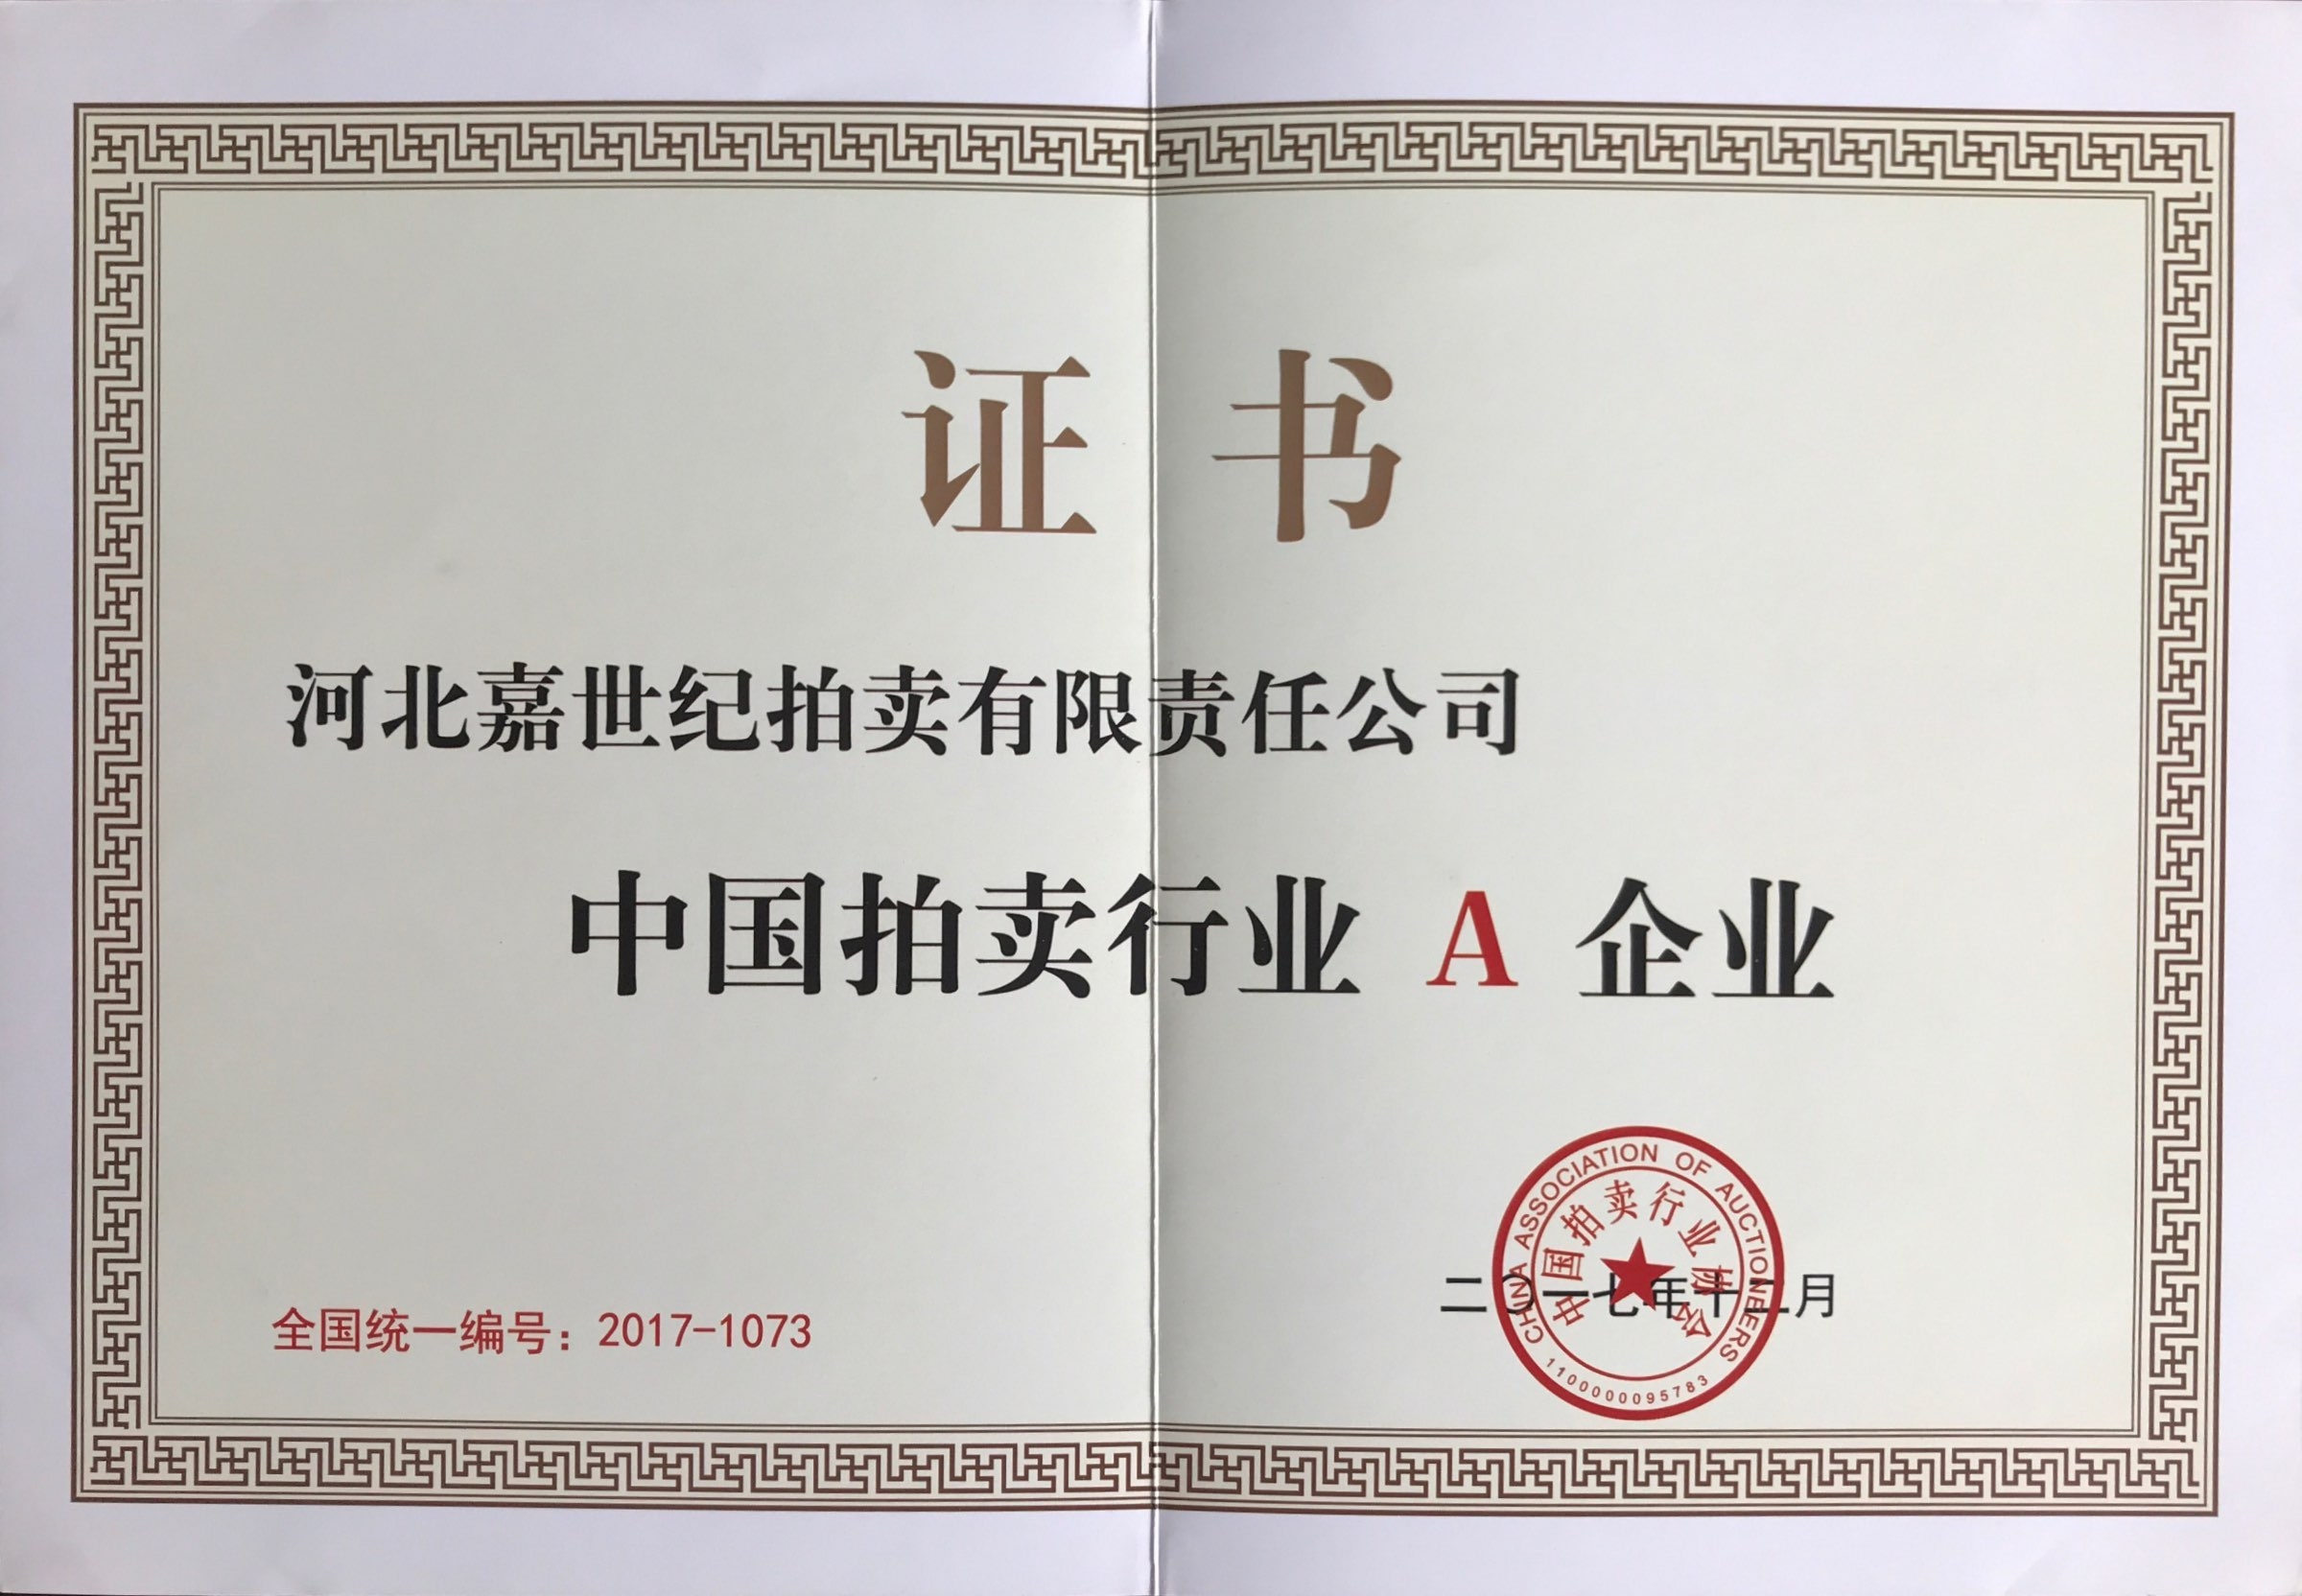 证书
河北嘉世纪拍卖有限责任公司
中国拍卖行业 A 企业
CHINA ASSOCIATION OF AUCTIONEERS
中国拍卖行业协会
二〇一七年十二月
1100000095783
全国统一编号：2017-1073